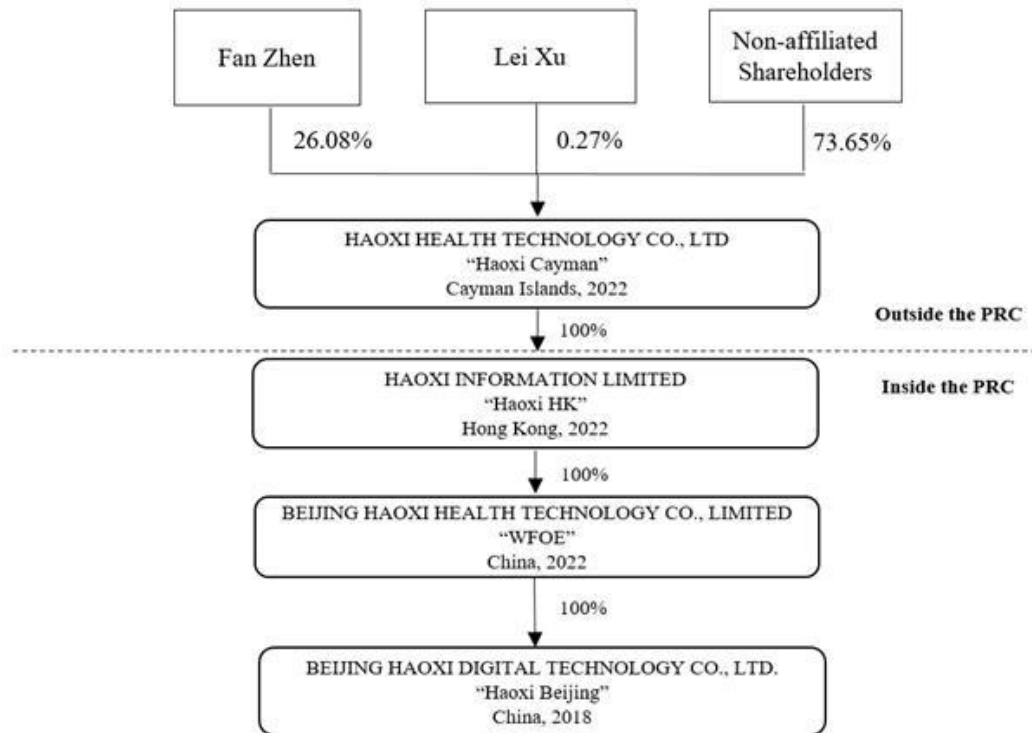 Fan Zhen
Lei Xu
Non-affiliated
Shareholders
26.08%
0.27%
73.65%
HAOXI HEALTH TECHNOLOGY CO., LTD
“Haoxi Cayman”
Cayman Islands, 2022
Outside the PRC
100%
HAOXI INFORMATION LIMITED
“Haoxi HK”
Hong Kong, 2022
Inside the PRC
100%
BEIJING HAOXI HEALTH TECHNOLOGY CO., LIMITED
“WFOE”
China, 2022
100%
BEIJING HAOXI DIGITAL TECHNOLOGY CO., LTD.
“Haoxi Beijing”
China, 2018